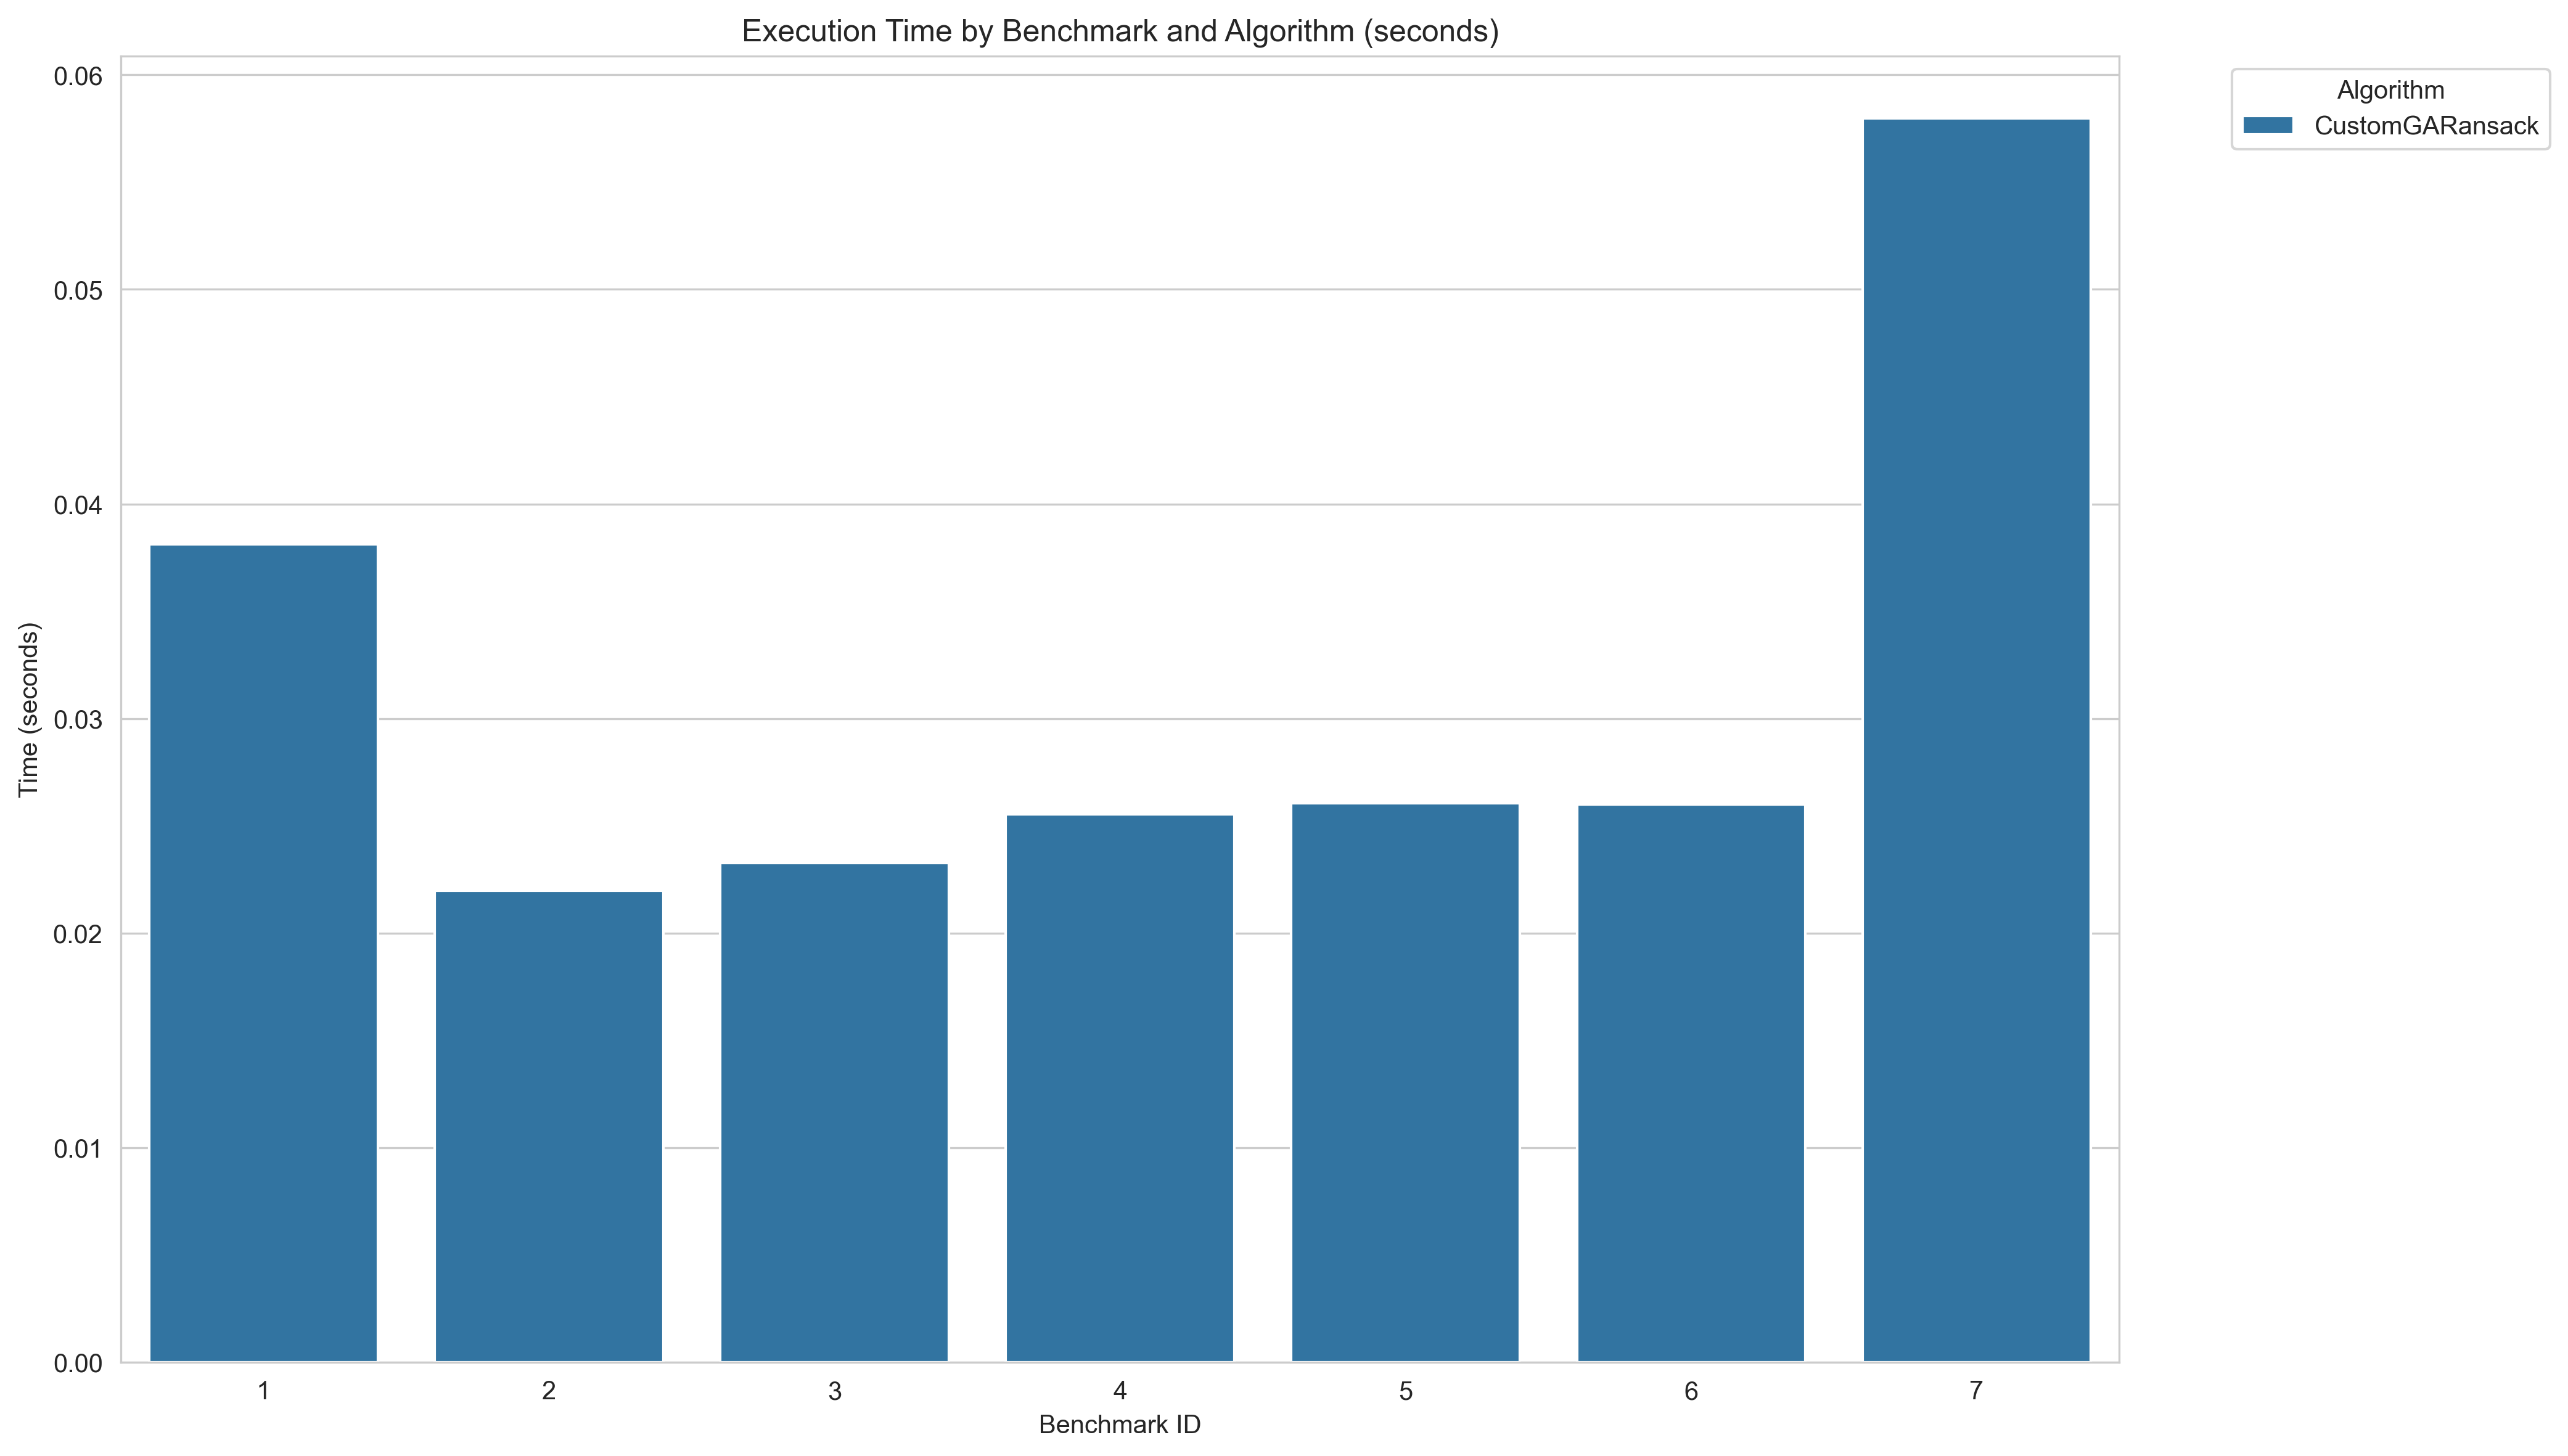 Execution Time by Benchmark and Algorithm (seconds)
Algorithm
CustomGARansack
Time (seconds)
0.06
0.05
0.04
0.03
0.02
0.01
0.00
1 2 3 4 5 6 7
Benchmark ID